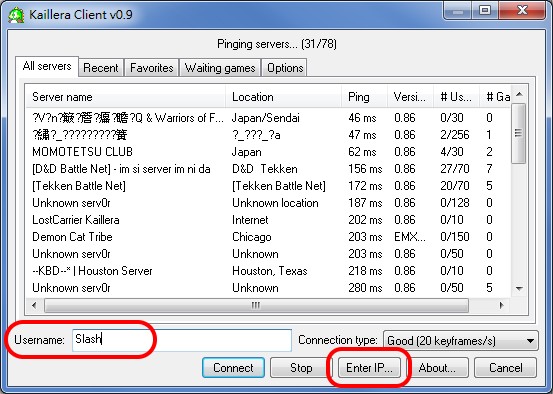 Kaillera Client v0.9
Pinging servers... (31/78)
All servers Recent Favorites Waiting games Options
Server name Location Ping Versi... # Us... # Ga
& Warriors of F... Japan/Sendai 46 ms 0.86 0/30 0
?_???_?a 47 ms 0.86 2/256 1
MOMOTETSU CLUB Japan 62 ms 0.86 4/30 2
[D&D Battle Net] - im si server im ni da D&D Tekken 156 ms 0.86 27/70 7
[Tekken Battle Net] Tekken Battle Net] 172 ms 0.86 20/70 5
Unknown serv0r Unknown location 187 ms 0.86 0/128 0
LostCarrier Kaillera Internet 202 ms 0.86 0/10 0
Demon Cat Tribe Chicago 203 ms EMX... 0/150 0
Unknown serv0r Unknown 203 ms 0.86 0/50 0
--KBD--* | Houston Server Houston, Texas 218 ms 0.86 0/10 0
Unknown serv0r Unknown 280 ms 0.86 0/50 5
Username: Slash Connection type: Good (20 keyframes/s)
Connect Stop Enter IP... About... Cancel